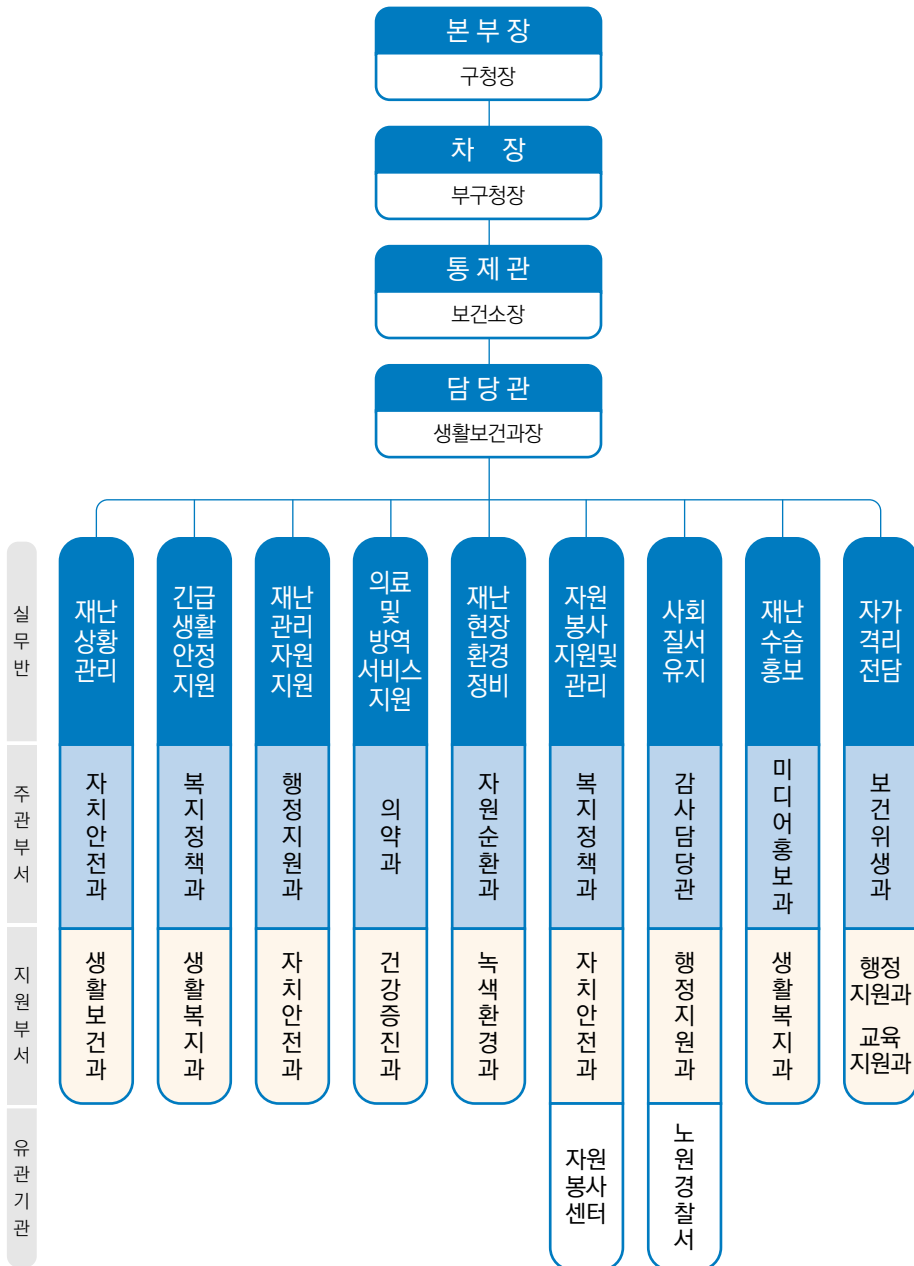 본 부 장
구청장
차 장
부구청장
통 제 관
보건소장
담 당 관
생활보건과장
실무반
재난
상황
관리
긴급
생활
안정
지원
재난
관리
자원
지원
의료
및
방역
서비스
지원
재난
현장
환경
정비
자원
봉사
지원및
관리
사회
질서
유지
재난
수습
홍보
자가
격리
전담
주관부서
자치안전과
복지정책과
행정지원과
의약과
자원순환과
복지정책과
감사담당관
미디어홍보과
보건위생과
지원부서
생활보건과
생활복지과
자치안전과
건강증진과
녹색환경과
자치안전과
행정지원과
생활복지과
행정
지원과
교육
지원과
유관기관
자원
봉사
센터
노원경찰서